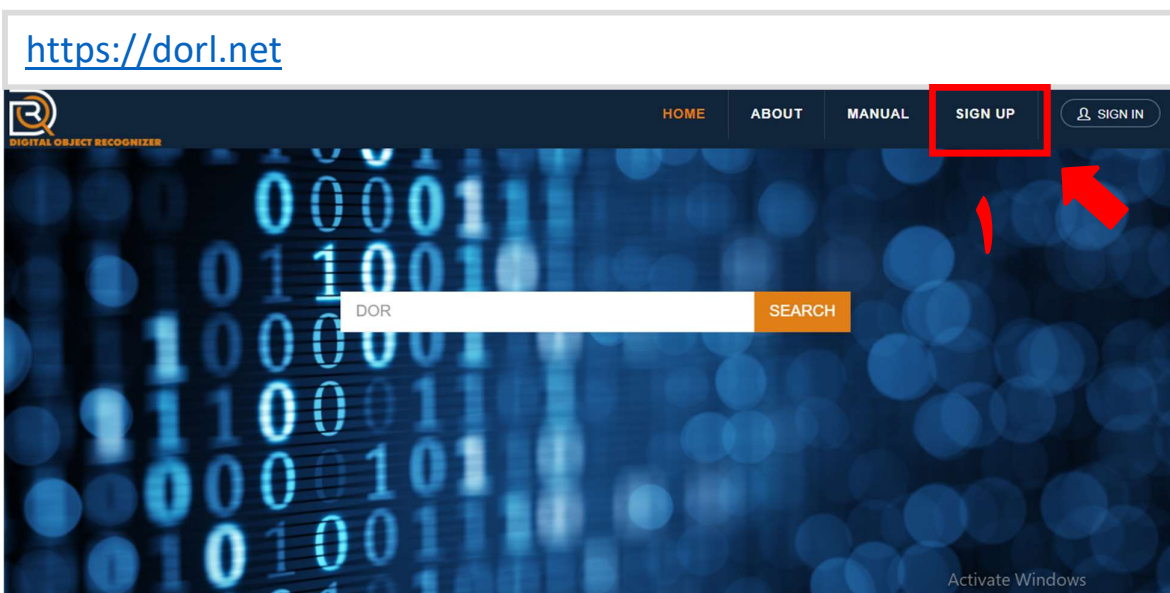 https://dorl.net
HOME ABOUT MANUAL SIGN UP SIGN IN
DIGITAL OBJECT RECOGNIZER
۱
DOR SEARCH
Activate Windows